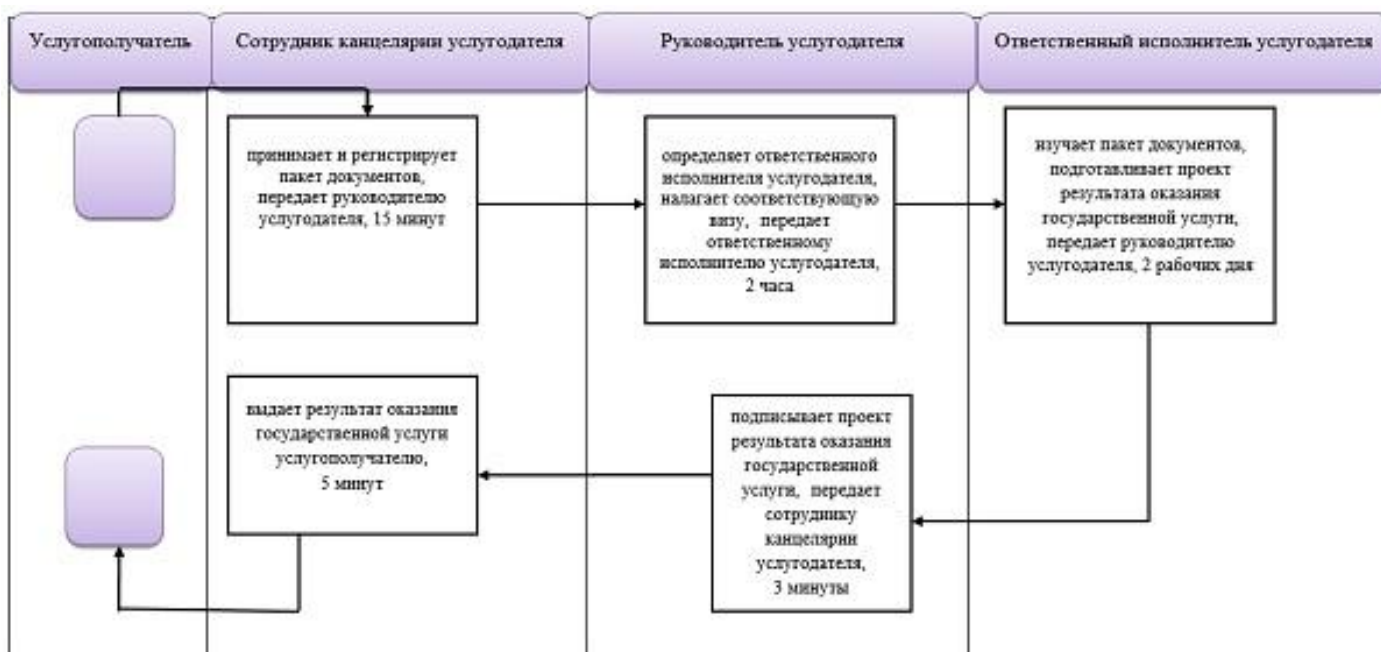 Услугополучатель
Сотрудник канцелярии услугодателя
Руководитель услугодателя
Ответственный исполнитель услугодателя
принимает и регистрирует
пакет документов,
передает руководителю
услугодателя, 15 минут
определяет ответственного
исполнителя услугодателя,
налагает соответствующую
визу, передает
ответственному
исполнителю услугодателя,
2 часа
изучает пакет документов,
подготавливает проект
результата оказания
государственной услуги,
передает руководителю
услугодателя, 2 рабочих дня
выдает результат оказания
государственной услуги
услугополучателю,
5 минут
подписывает проект
результата оказания
государственной
услуги, передает
сотруднику
канцелярии
услугодателя,
3 минуты